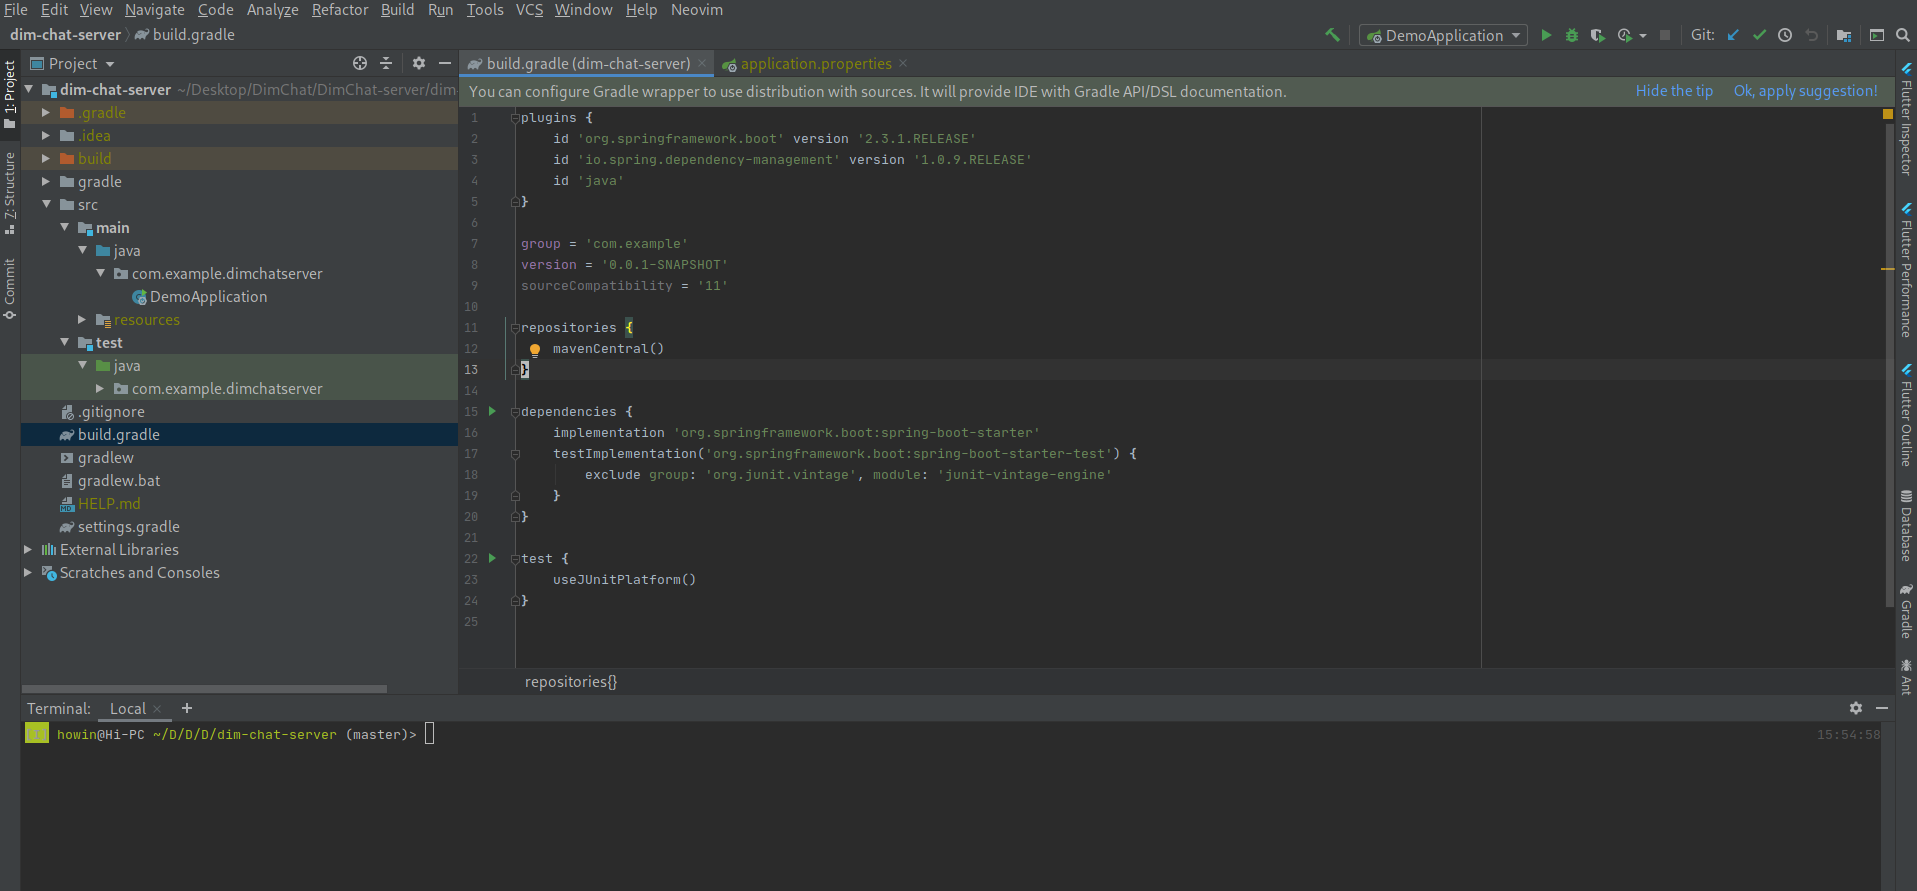 File Edit View Navigate Code Analyze Refactor Build Run Tools VCS Window Help Neovim
dim-chat-server build.gradle
DemoApplication
Git:
1: Project
7: Structure
Commit
Project
dim-chat-server ~/Desktop/DimChat/DimChat-server/dim-
.gradle
.idea
build
gradle
src
main
java
com.example.dimchatserver
DemoApplication
resources
test
java
com.example.dimchatserver
.gitignore
build.gradle
gradlew
gradlew.bat
HELP.md
settings.gradle
External Libraries
Scratches and Consoles
build.gradle (dim-chat-server)
application.properties
You can configure Gradle wrapper to use distribution with sources. It will provide IDE with Gradle API/DSL documentation.
Hide the tip Ok, apply suggestion!
1 plugins {
2 id 'org.springframework.boot' version '2.3.1.RELEASE'
3 id 'io.spring.dependency-management' version '1.0.9.RELEASE'
4 id 'java'
5 }
6
7 group = 'com.example'
8 version = '0.0.1-SNAPSHOT'
9 sourceCompatibility = '11'
10
11 repositories {
12 mavenCentral()
13 }
14
15 dependencies {
16 implementation 'org.springframework.boot:spring-boot-starter'
17 testImplementation('org.springframework.boot:spring-boot-starter-test') {
18 exclude group: 'org.junit.vintage', module: 'junit-vintage-engine'
19 }
20 }
21
22 test {
23 useJUnitPlatform()
24 }
25
repositories{}
Flutter Inspector
Flutter Performance
Flutter Outline
Database
Gradle
Ant
Terminal: Local
[I] howin@Hi-PC ~/D/D/D/dim-chat-server (master)>
15:54:58